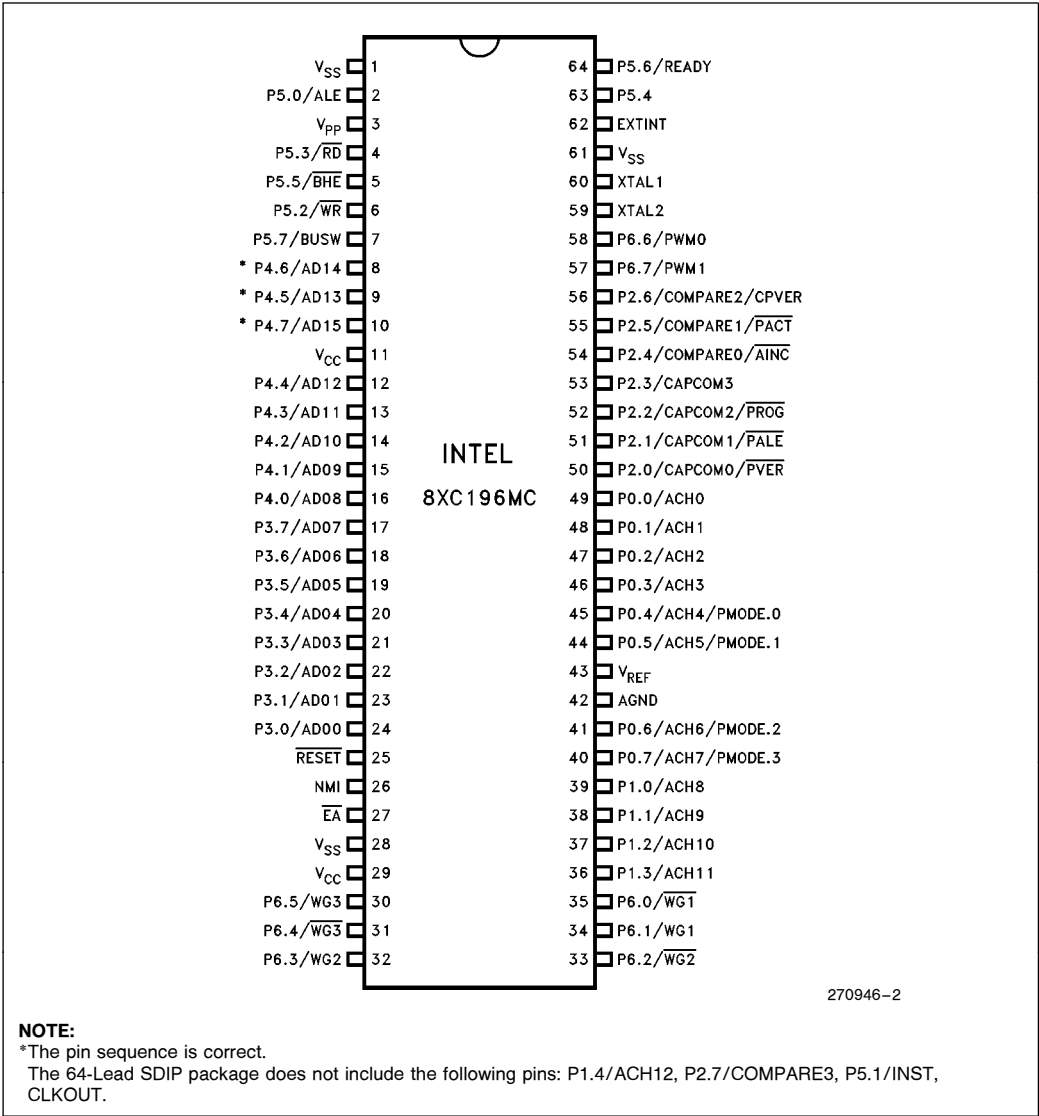 V_SS 1 64 P5.6/READY
P5.0/ALE 2 63 P5.4
V_PP 3 62 EXTINT
P5.3/R̅D̅ 4 61 V_SS
P5.5/B̅H̅E̅ 5 60 XTAL1
P5.2/W̅R̅ 6 59 XTAL2
P5.7/BUSW 7 58 P6.6/PWM0
* P4.6/AD14 8 57 P6.7/PWM1
* P4.5/AD13 9 56 P2.6/COMPARE2/CPVER
* P4.7/AD15 10 55 P2.5/COMPARE1/P̅A̅C̅T̅
V_CC 11 54 P2.4/COMPARE0/A̅I̅N̅C̅
P4.4/AD12 12 53 P2.3/CAPCOM3
P4.3/AD11 13 52 P2.2/CAPCOM2/P̅R̅O̅G̅
P4.2/AD10 14 51 P2.1/CAPCOM1/P̅A̅L̅E̅
INTEL
P4.1/AD09 15 50 P2.0/CAPCOM0/P̅V̅E̅R̅
P4.0/AD08 16 8XC196MC 49 P0.0/ACH0
P3.7/AD07 17 48 P0.1/ACH1
P3.6/AD06 18 47 P0.2/ACH2
P3.5/AD05 19 46 P0.3/ACH3
P3.4/AD04 20 45 P0.4/ACH4/PMODE.0
P3.3/AD03 21 44 P0.5/ACH5/PMODE.1
P3.2/AD02 22 43 V_REF
P3.1/AD01 23 42 AGND
P3.0/AD00 24 41 P0.6/ACH6/PMODE.2
R̅E̅S̅E̅T̅ 25 40 P0.7/ACH7/PMODE.3
NMI 26 39 P1.0/ACH8
E̅A̅ 27 38 P1.1/ACH9
V_SS 28 37 P1.2/ACH10
V_CC 29 36 P1.3/ACH11
P6.5/WG3 30 35 P6.0/W̅G̅1̅
P6.4/W̅G̅3̅ 31 34 P6.1/WG1
P6.3/WG2 32 33 P6.2/W̅G̅2̅
270946-2
NOTE:
*The pin sequence is correct.
The 64-Lead SDIP package does not include the following pins: P1.4/ACH12, P2.7/COMPARE3, P5.1/INST,
CLKOUT.